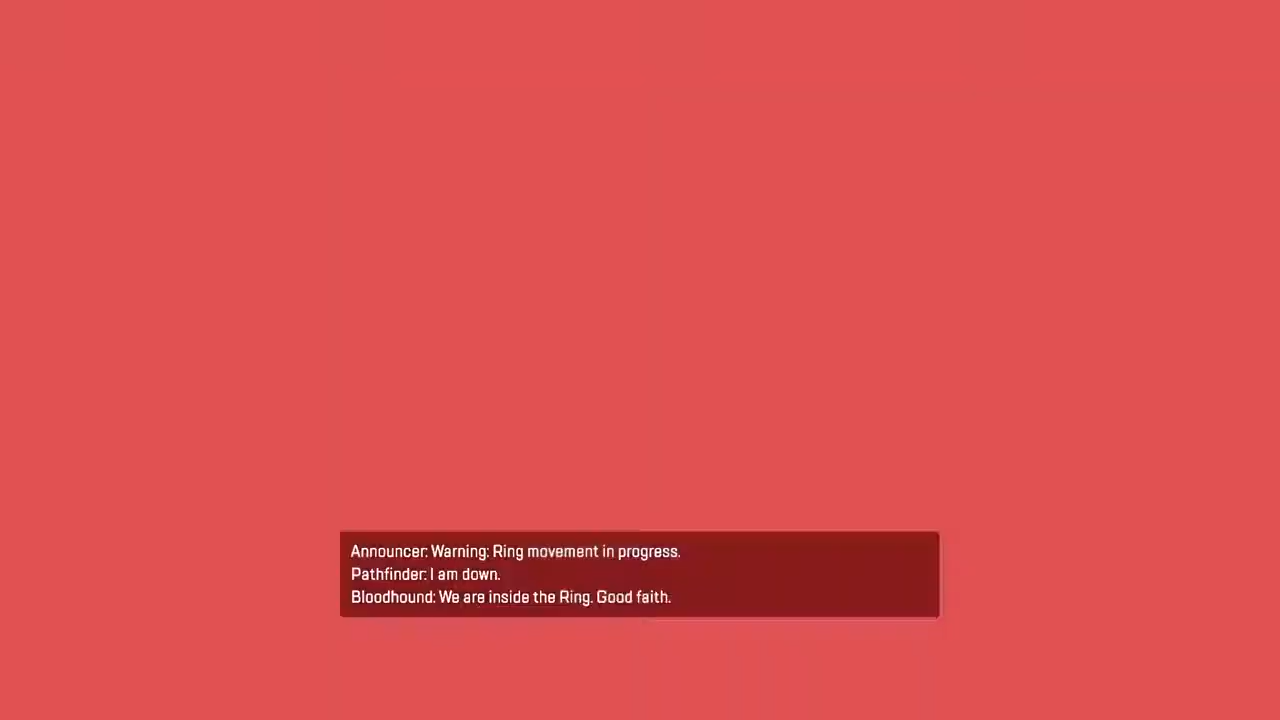 Announcer: Warning: Ring movement in progress.
Pathfinder: I am down.
Bloodhound: We are inside the Ring. Good faith.